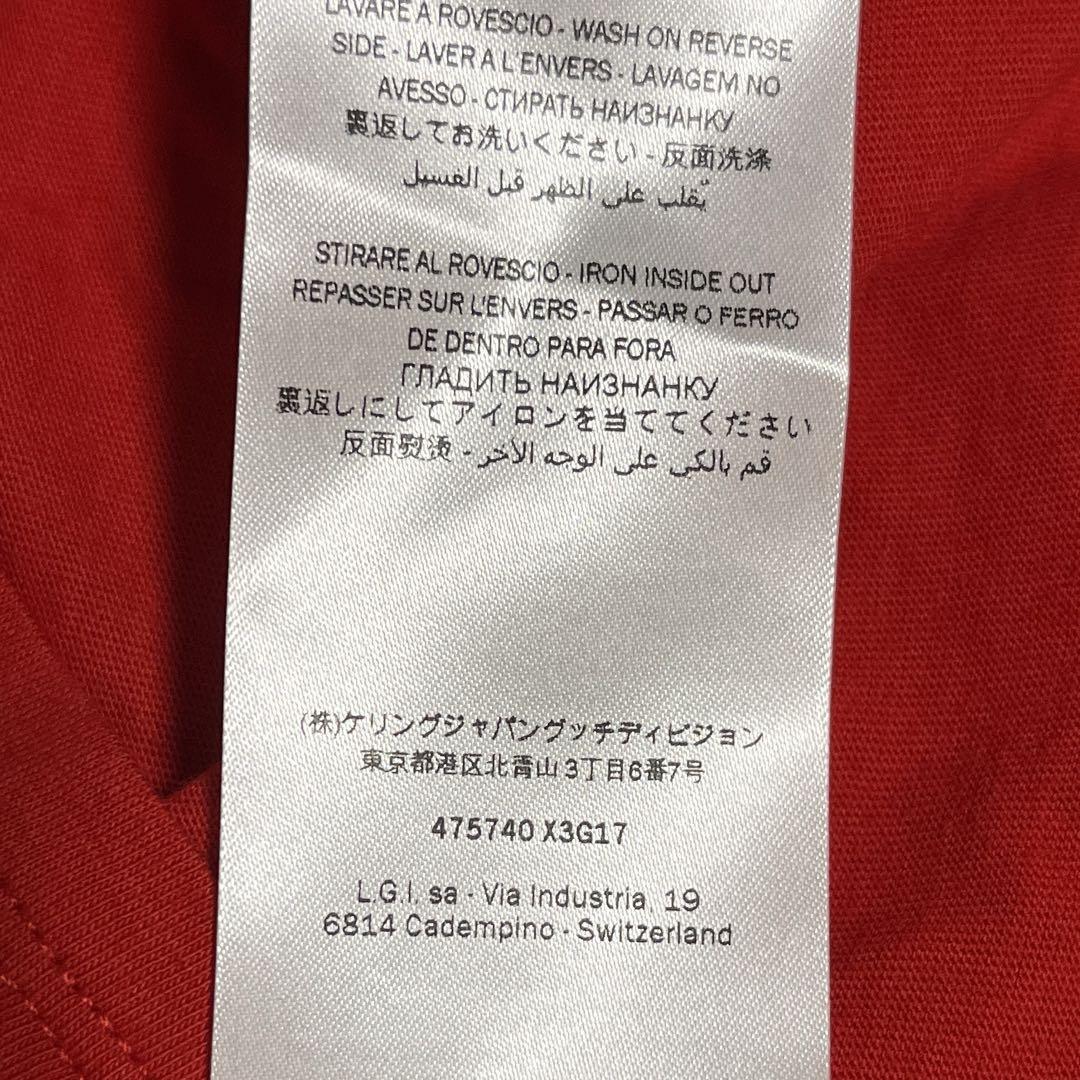 LAVARE A ROVESCIO - WASH ON REVERSE
SIDE - LAVER A L'ENVERS - LAVAGEM NO
AVESSO - СТИРАТЬ НАИЗНАНКУ
裏返してお洗いください - 反面洗涤
يُقلب على الظهر قبل الغسيل
STIRARE AL ROVESCIO - IRON INSIDE OUT
REPASSER SUR L'ENVERS - PASSAR O FERRO
DE DENTRO PARA FORA
ГЛАДИТЬ НАИЗНАНКУ
裏返しにしてアイロンを当ててください
反面熨烫 - قم بالكي على الوجه الآخر
(株)ケリングジャパングッチディビジョン
東京都港区北青山3丁目6番7号
475740 X3G17
L.G.I. sa - Via Industria, 19
6814 Cadempino - Switzerland